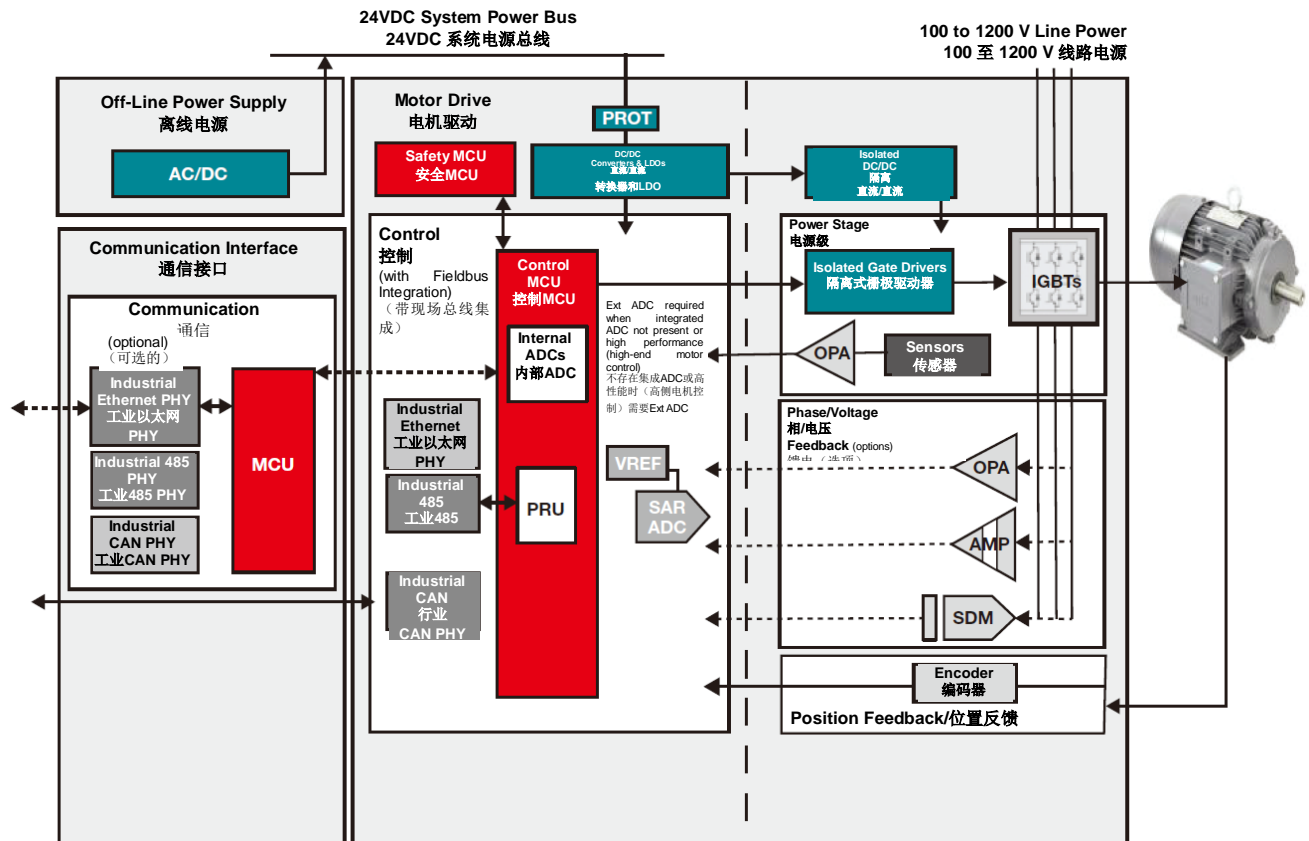 24VDC System Power Bus
24VDC 系统电源总线
100 to 1200 V Line Power
100 至 1200 V 线路电源
Off-Line Power Supply
离线电源
AC/DC
Motor Drive
电机驱动
PROT
Safety MCU
安全MCU
DC/DC
Converters & LDOs
直流/直流
转换器和LDO
Isolated
DC/DC
隔离
直流/直流
Communication Interface
通信接口
Communication
通信
(optional)
(可选的)
Industrial
Ethernet PHY
工业以太网
PHY
Industrial 485
PHY
工业485 PHY
Industrial
CAN PHY
工业CAN PHY
MCU
Control
控制
(with Fieldbus
Integration)
（带现场总线集
成）
Control
MCU
控制MCU
Internal
ADCs
内部ADC
PRU
Industrial
Ethernet
工业以太网
PHY
Industrial
485
工业485
Industrial
CAN
行业
CAN PHY
Ext ADC required
when integrated
ADC not present or
high performance
(high-end motor
control)
不存在集成ADC或高
性能时（高侧电机控
制）需要Ext ADC
VREF
SAR
ADC
Power Stage
电源级
Isolated Gate Drivers
隔离式栅极驱动器
IGBTs
OPA
Sensors
传感器
Phase/Voltage
相/电压
Feedback (options)
OPA
AMP
SDM
Encoder
编码器
Position Feedback/位置反馈